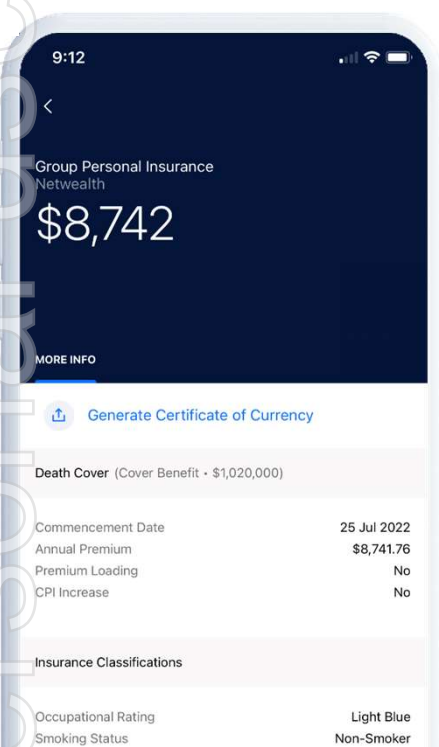 9:12
Group Personal Insurance
Netwealth
$8,742
MORE INFO
Generate Certificate of Currency
Death Cover (Cover Benefit • $1,020,000)
Commencement Date 25 Jul 2022
Annual Premium $8,741.76
Premium Loading No
CPI Increase No
Insurance Classifications
Occupational Rating Light Blue
Smoking Status Non-Smoker